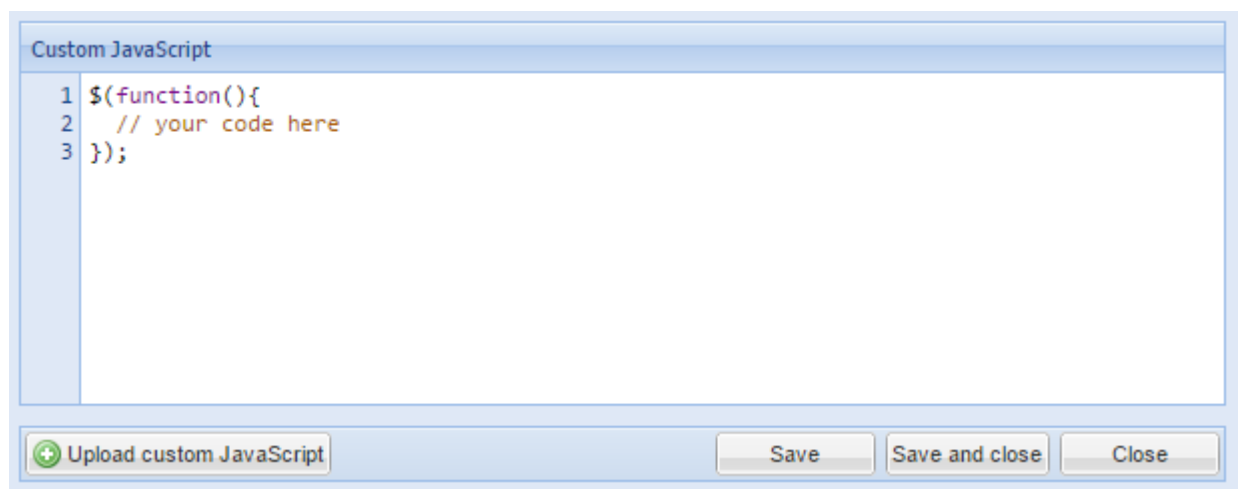 Custom JavaScript
1 $(function(){
2   // your code here
3 });
Upload custom JavaScript Save Save and close Close